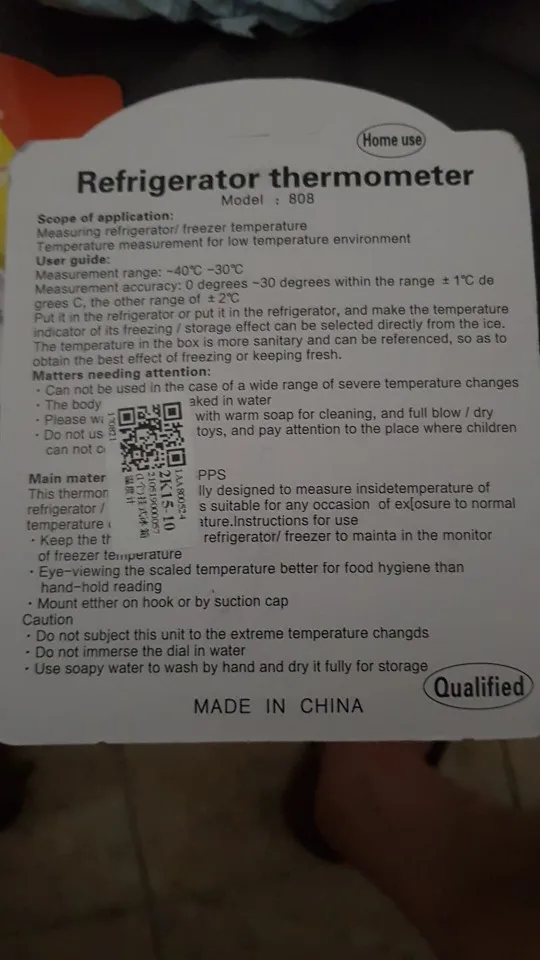 Home use
Refrigerator thermometer
Model : 808
Scope of application:
Measuring refrigerator/ freezer temperature
Temperature measurement for low temperature environment
User guide:
Measurement range: ~40℃ ~30℃
Measurement accuracy: 0 degrees ~30 degrees within the range ±1℃ de
grees C, the other range of ±2℃
Put it in the refrigerator or put it in the refrigerator, and make the temperature
indicator of its freezing / storage effect can be selected directly from the ice.
The temperature in the box is more sanitary and can be referenced, so as to
obtain the best effect of freezing or keeping fresh.
Matters needing attention:
· Can not be used in the case of a wide range of severe temperature changes
· The body aked in water
· Please with warm soap for cleaning, and full blow / dry
· Do not us toys, and pay attention to the place where children
can not
Main mater PPS
This thermon lly designed to measure insidetemperature of
refrigerator / s suitable for any occasion of ex[osure to normal
temperature ature.Instructions for use
· Keep the th refrigerator/ freezer to mainta in the monitor
of freezer temperature
· Eye-viewing the scaled temperature better for food hygiene than
hand-hold reading
· Mount etther on hook or by suction cap
Caution
· Do not subject this unit to the extreme temperature changds
· Do not immerse the dial in water
· Use soapy water to wash by hand and dry it fully for storage
Qualified
MADE IN CHINA
1AA800524
2K15-10